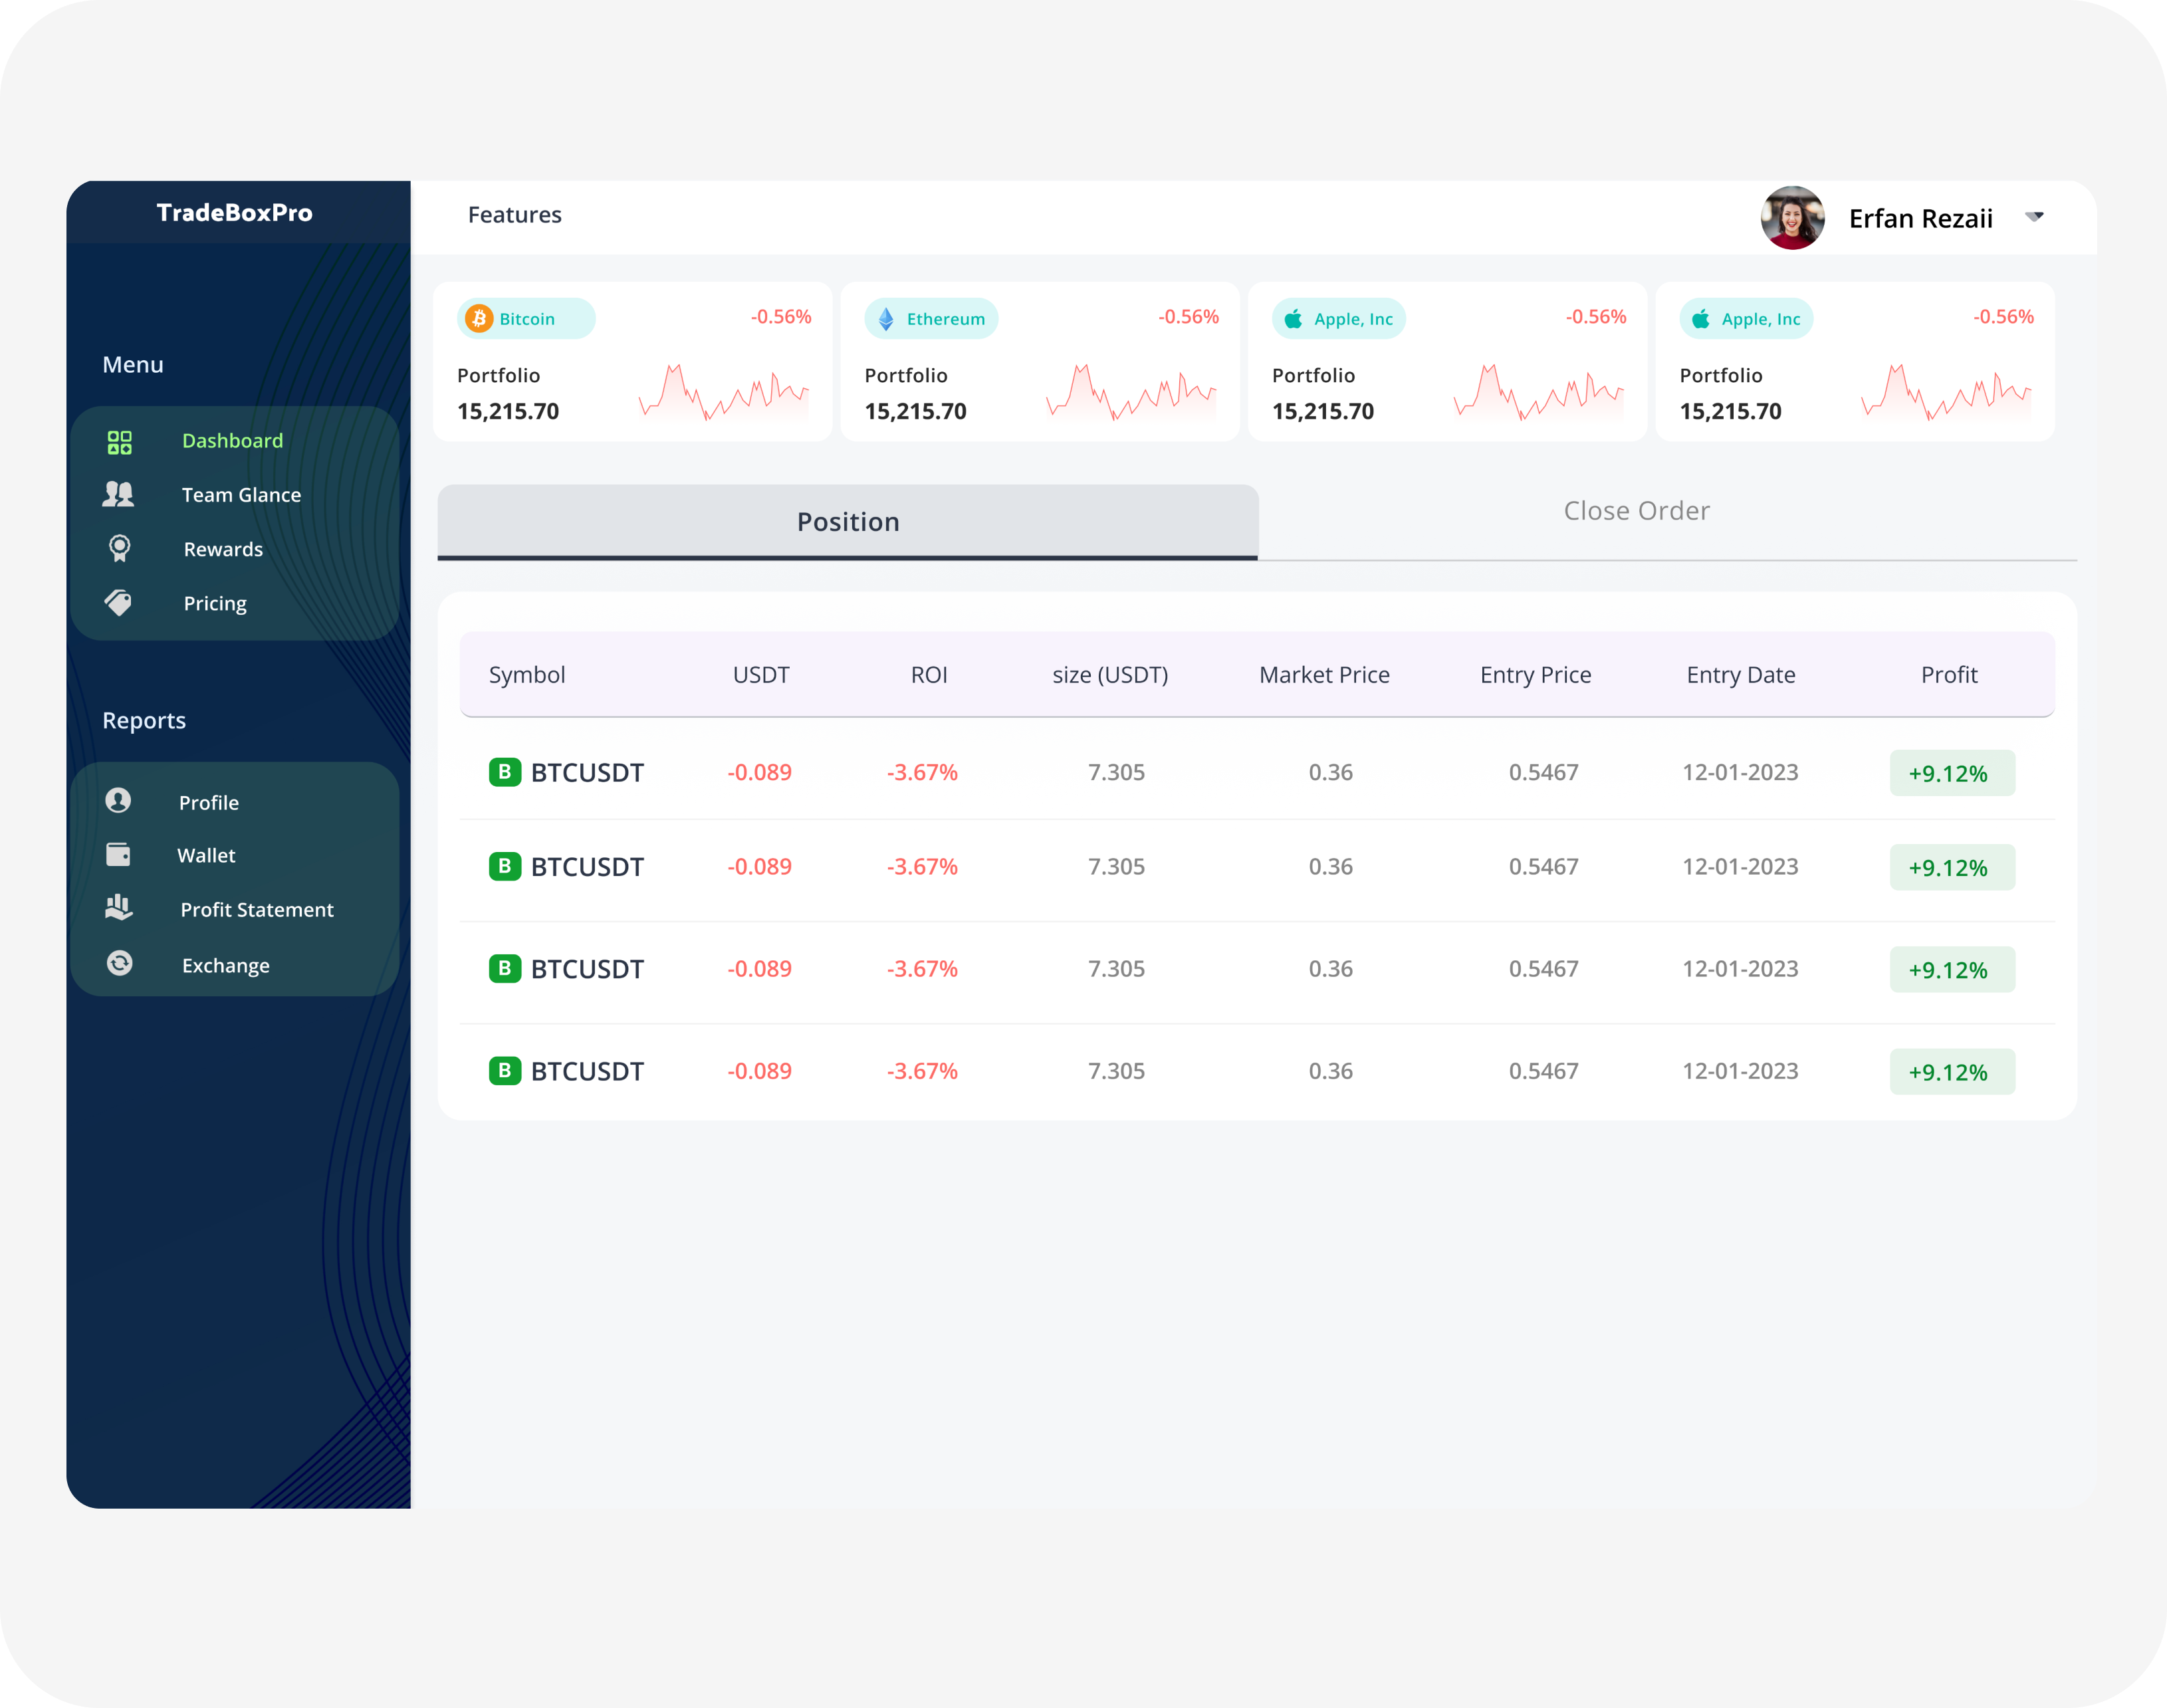 TradeBoxPro
Features
Erfan Rezaii
Menu
Dashboard
Team Glance
Rewards
Pricing
Reports
Profile
Wallet
Profit Statement
Exchange
Bitcoin -0.56%
Portfolio
15,215.70
Ethereum -0.56%
Portfolio
15,215.70
Apple, Inc -0.56%
Portfolio
15,215.70
Apple, Inc -0.56%
Portfolio
15,215.70
Position Close Order
Symbol USDT ROI size (USDT) Market Price Entry Price Entry Date Profit
B BTCUSDT -0.089 -3.67% 7.305 0.36 0.5467 12-01-2023 +9.12%
B BTCUSDT -0.089 -3.67% 7.305 0.36 0.5467 12-01-2023 +9.12%
B BTCUSDT -0.089 -3.67% 7.305 0.36 0.5467 12-01-2023 +9.12%
B BTCUSDT -0.089 -3.67% 7.305 0.36 0.5467 12-01-2023 +9.12%